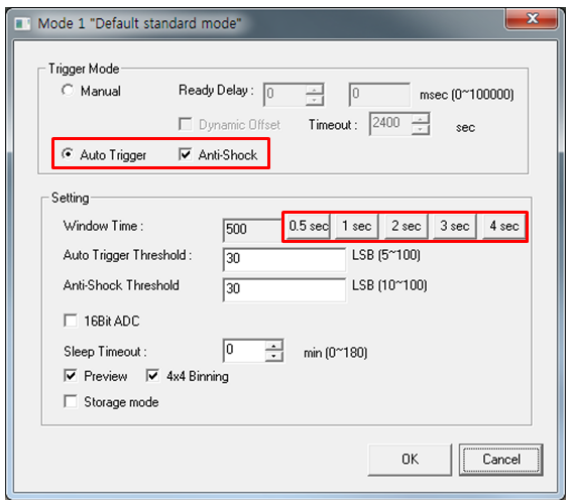 Mode 1 "Default standard mode"
Trigger Mode
Manual Ready Delay : 0 0 msec (0~100000)
Dynamic Offset Timeout : 2400 sec
Auto Trigger Anti-Shock
Setting
Window Time : 500 0.5 sec 1 sec 2 sec 3 sec 4 sec
Auto Trigger Threshold : 30 LSB (5~100)
Anti-Shock Threshold 30 LSB (10~100)
16Bit ADC
Sleep Timeout : 0 min (0~180)
Preview 4x4 Binning
Storage mode
OK Cancel